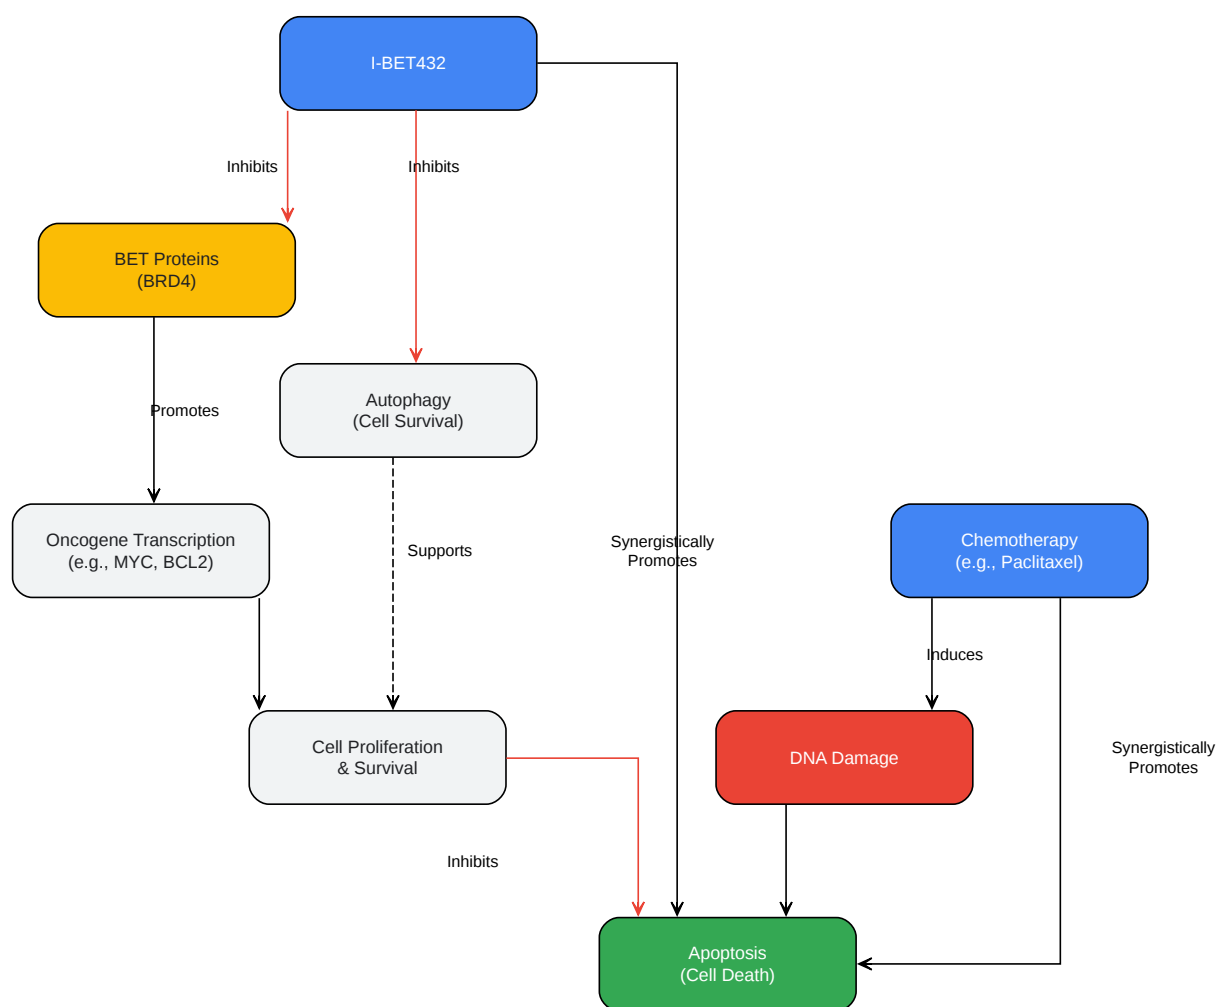 I-BET432
Inhibits
Inhibits
BET Proteins
(BRD4)
Promotes
Autophagy
(Cell Survival)
Oncogene Transcription
(e.g., MYC, BCL2)
Supports
Synergistically
Promotes
Chemotherapy
(e.g., Paclitaxel)
Induces
Cell Proliferation
& Survival
DNA Damage
Synergistically
Promotes
Inhibits
Apoptosis
(Cell Death)